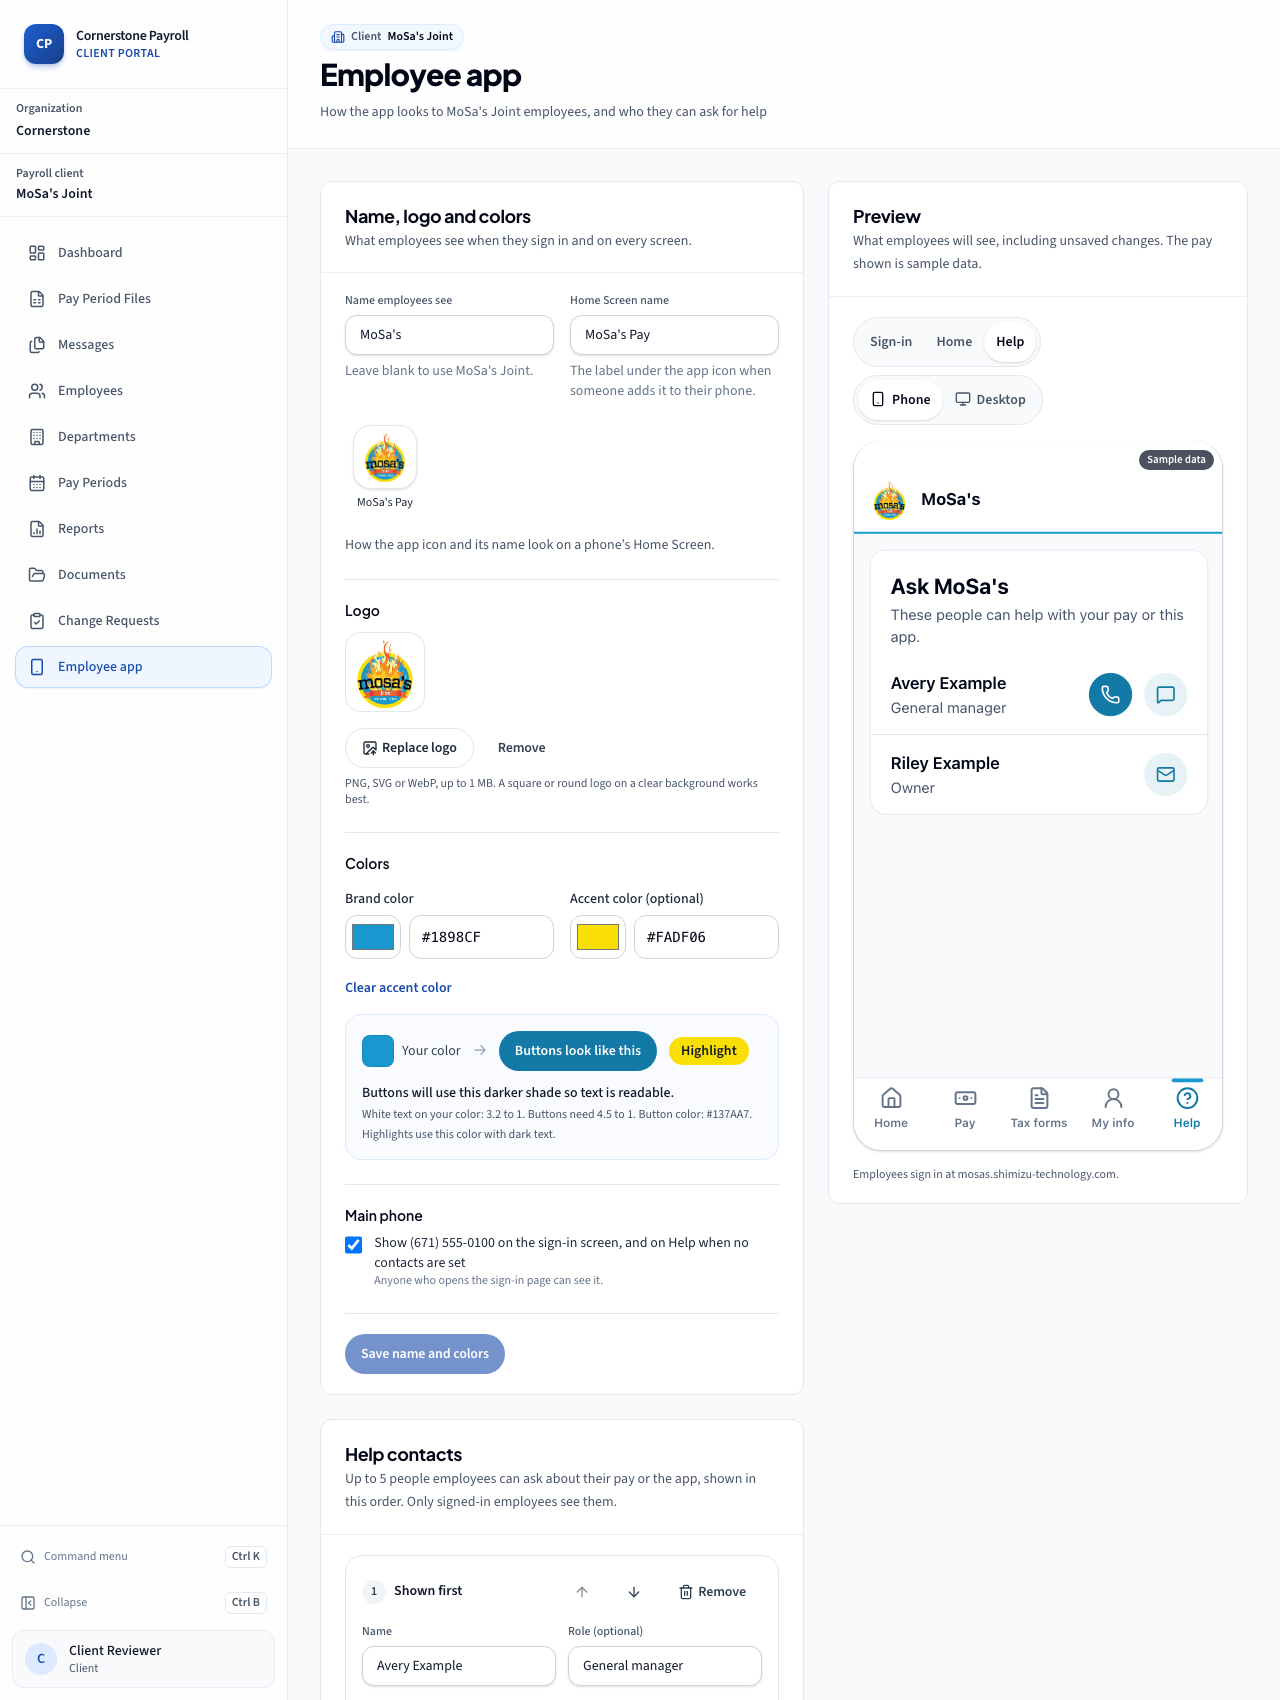 CP
Cornerstone Payroll
CLIENT PORTAL
Organization
Cornerstone
Payroll client
MoSa's Joint
Dashboard
Pay Period Files
Messages
Employees
Departments
Pay Periods
Reports
Documents
Change Requests
Employee app
Command menu
Ctrl K
Collapse
Ctrl B
C
Client Reviewer
Client
Client MoSa's Joint
Employee app
How the app looks to MoSa's Joint employees, and who they can ask for help
Name, logo and colors
What employees see when they sign in and on every screen.
Name employees see
MoSa's
Leave blank to use MoSa's Joint.
Home Screen name
MoSa's Pay
The label under the app icon when
someone adds it to their phone.
mosa's
MoSa's Pay
How the app icon and its name look on a phone's Home Screen.
Logo
mosa's
Replace logo
Remove
PNG, SVG or WebP, up to 1 MB. A square or round logo on a clear background works
best.
Colors
Brand color
#1898CF
Accent color (optional)
#FADF06
Clear accent color
Your color
Buttons look like this
Highlight
Buttons will use this darker shade so text is readable.
White text on your color: 3.2 to 1. Buttons need 4.5 to 1. Button color: #137AA7.
Highlights use this color with dark text.
Main phone
Show (671) 555-0100 on the sign-in screen, and on Help when no
contacts are set
Anyone who opens the sign-in page can see it.
Save name and colors
Help contacts
Up to 5 people employees can ask about their pay or the app, shown in
this order. Only signed-in employees see them.
1
Shown first
Remove
Name
Avery Example
Role (optional)
General manager
Preview
What employees will see, including unsaved changes. The pay
shown is sample data.
Sign-in
Home
Help
Phone
Desktop
Sample data
mosa's
MoSa's
Ask MoSa's
These people can help with your pay or this
app.
Avery Example
General manager
Riley Example
Owner
Home
Pay
Tax forms
My info
Help
Employees sign in at mosas.shimizu-technology.com.